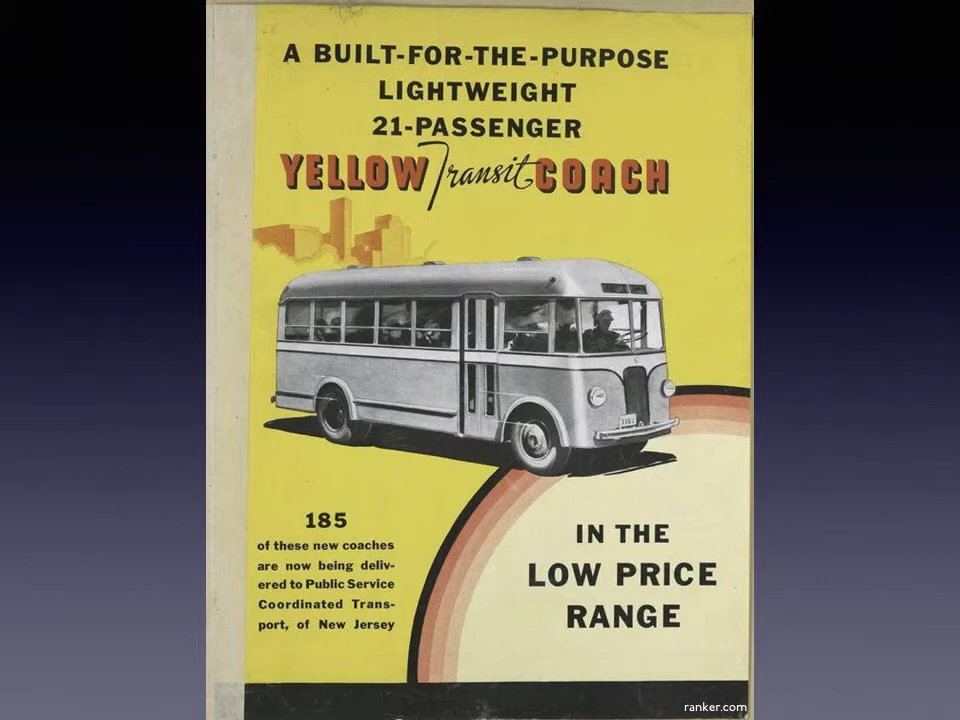 A BUILT-FOR-THE-PURPOSE
LIGHTWEIGHT
21-PASSENGER
YELLOW Transit COACH
185
of these new coaches
are now being deliv-
ered to Public Service
Coordinated Trans-
port, of New Jersey
IN THE
LOW PRICE
RANGE
ranker.com